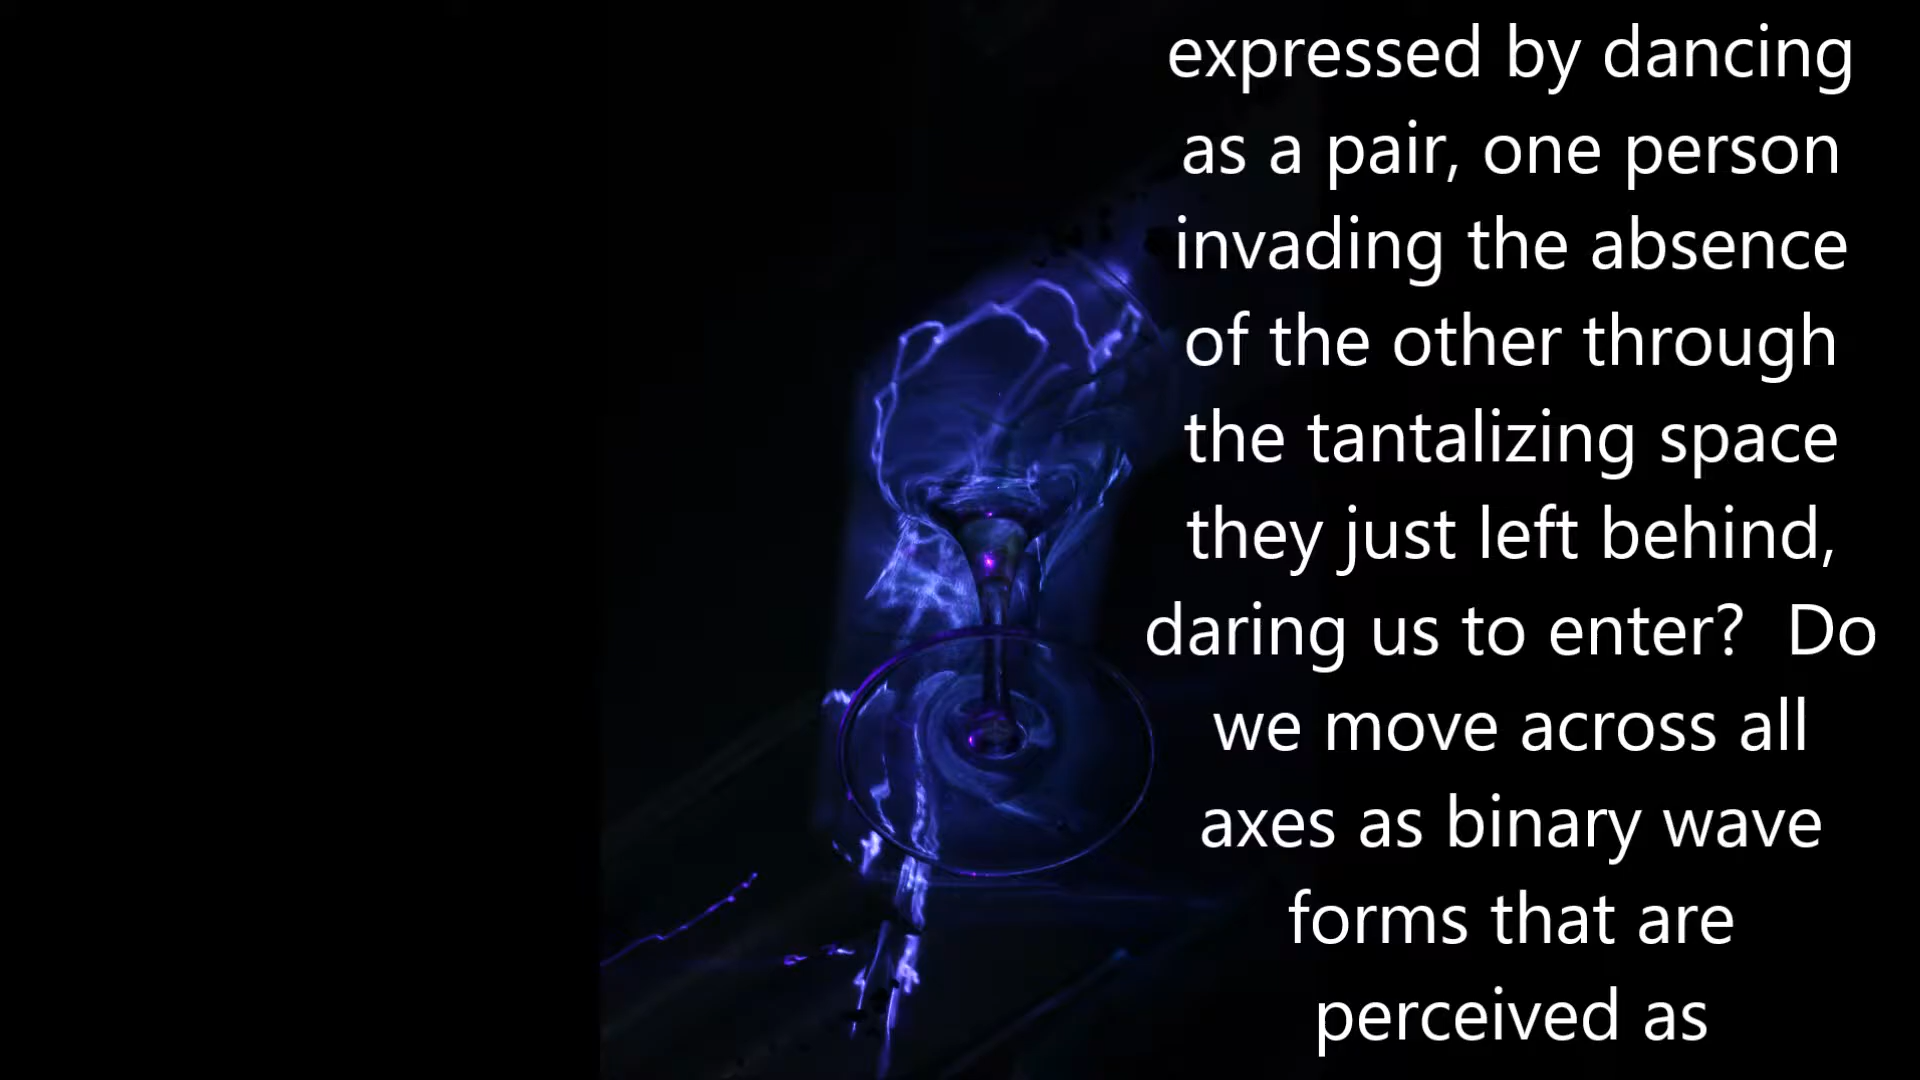 expressed by dancing
as a pair, one person
invading the absence
of the other through
the tantalizing space
they just left behind,
daring us to enter?  Do
we move across all
axes as binary wave
forms that are
perceived as